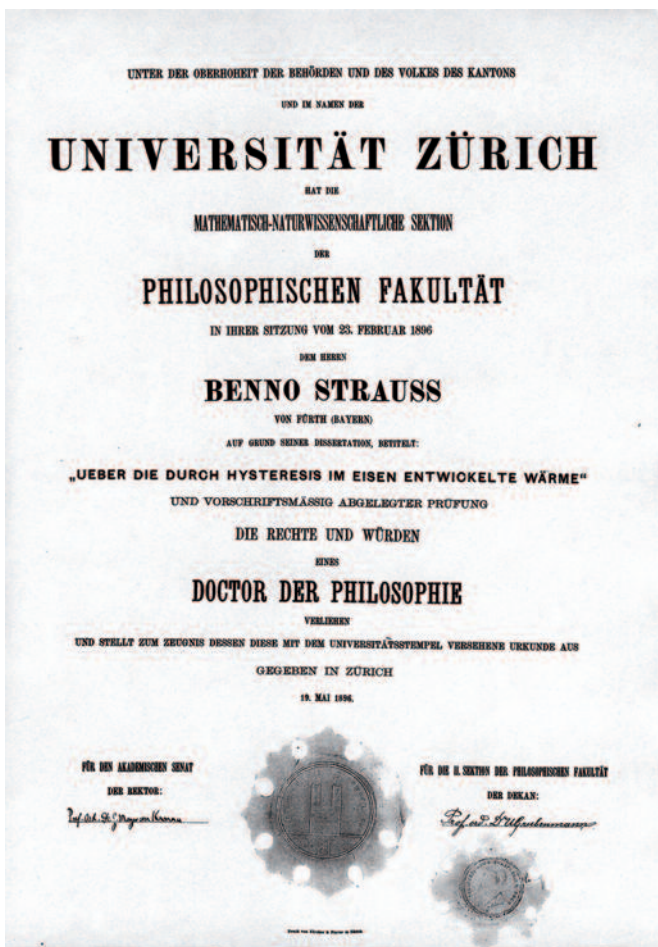 UNTER DER OBERHOHEIT DER BEHÖRDEN UND DES VOLKES DES KANTONS
UND IM NAMEN DER
UNIVERSITÄT ZÜRICH
HAT DIE
MATHEMATISCH-NATURWISSENSCHAFTLICHE SEKTION
DER
PHILOSOPHISCHEN FAKULTÄT
IN IHRER SITZUNG VOM 23. FEBRUAR 1896
DEM HERRN
BENNO STRAUSS
VON FÜRTH (BAYERN)
AUF GRUND SEINER DISSERTATION, BETITELT:
„UEBER DIE DURCH HYSTERESIS IM EISEN ENTWICKELTE WÄRME“
UND VORSCHRIFTSMÄSSIG ABGELEGTER PRÜFUNG
DIE RECHTE UND WÜRDEN
EINES
DOCTOR DER PHILOSOPHIE
VERLIEHEN
UND STELLT ZUM ZEUGNIS DESSEN DIESE MIT DEM UNIVERSITÄTSSTEMPEL VERSEHENE URKUNDE AUS
GEGEBEN IN ZÜRICH
19. MAI 1896.
FÜR DEN AKADEMISCHEN SENAT
DER REKTOR:
FÜR DIE II. SEKTION DER PHILOSOPHISCHEN FAKULTÄT
DER DEKAN:
Prof. ord. Dr